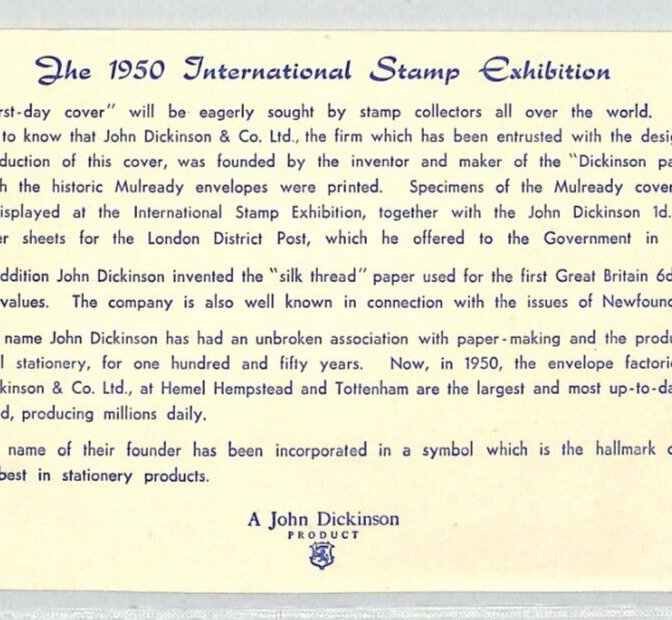 The 1950 International Stamp Exhibition
rst-day cover" will be eagerly sought by stamp collectors all over the world.
to know that John Dickinson & Co. Ltd., the firm which has been entrusted with the desig
duction of this cover, was founded by the inventor and maker of the "Dickinson pa
h the historic Mulready envelopes were printed. Specimens of the Mulready cover
isplayed at the International Stamp Exhibition, together with the John Dickinson 1d.
er sheets for the London District Post, which he offered to the Government in
ddition John Dickinson invented the "silk thread" paper used for the first Great Britain 6d
values. The company is also well known in connection with the issues of Newfound
name John Dickinson has had an unbroken association with paper-making and the produ
l stationery, for one hundred and fifty years. Now, in 1950, the envelope factorie
kinson & Co. Ltd., at Hemel Hempstead and Tottenham are the largest and most up-to-da
d, producing millions daily.
name of their founder has been incorporated in a symbol which is the hallmark o
best in stationery products.
A John Dickinson
PRODUCT